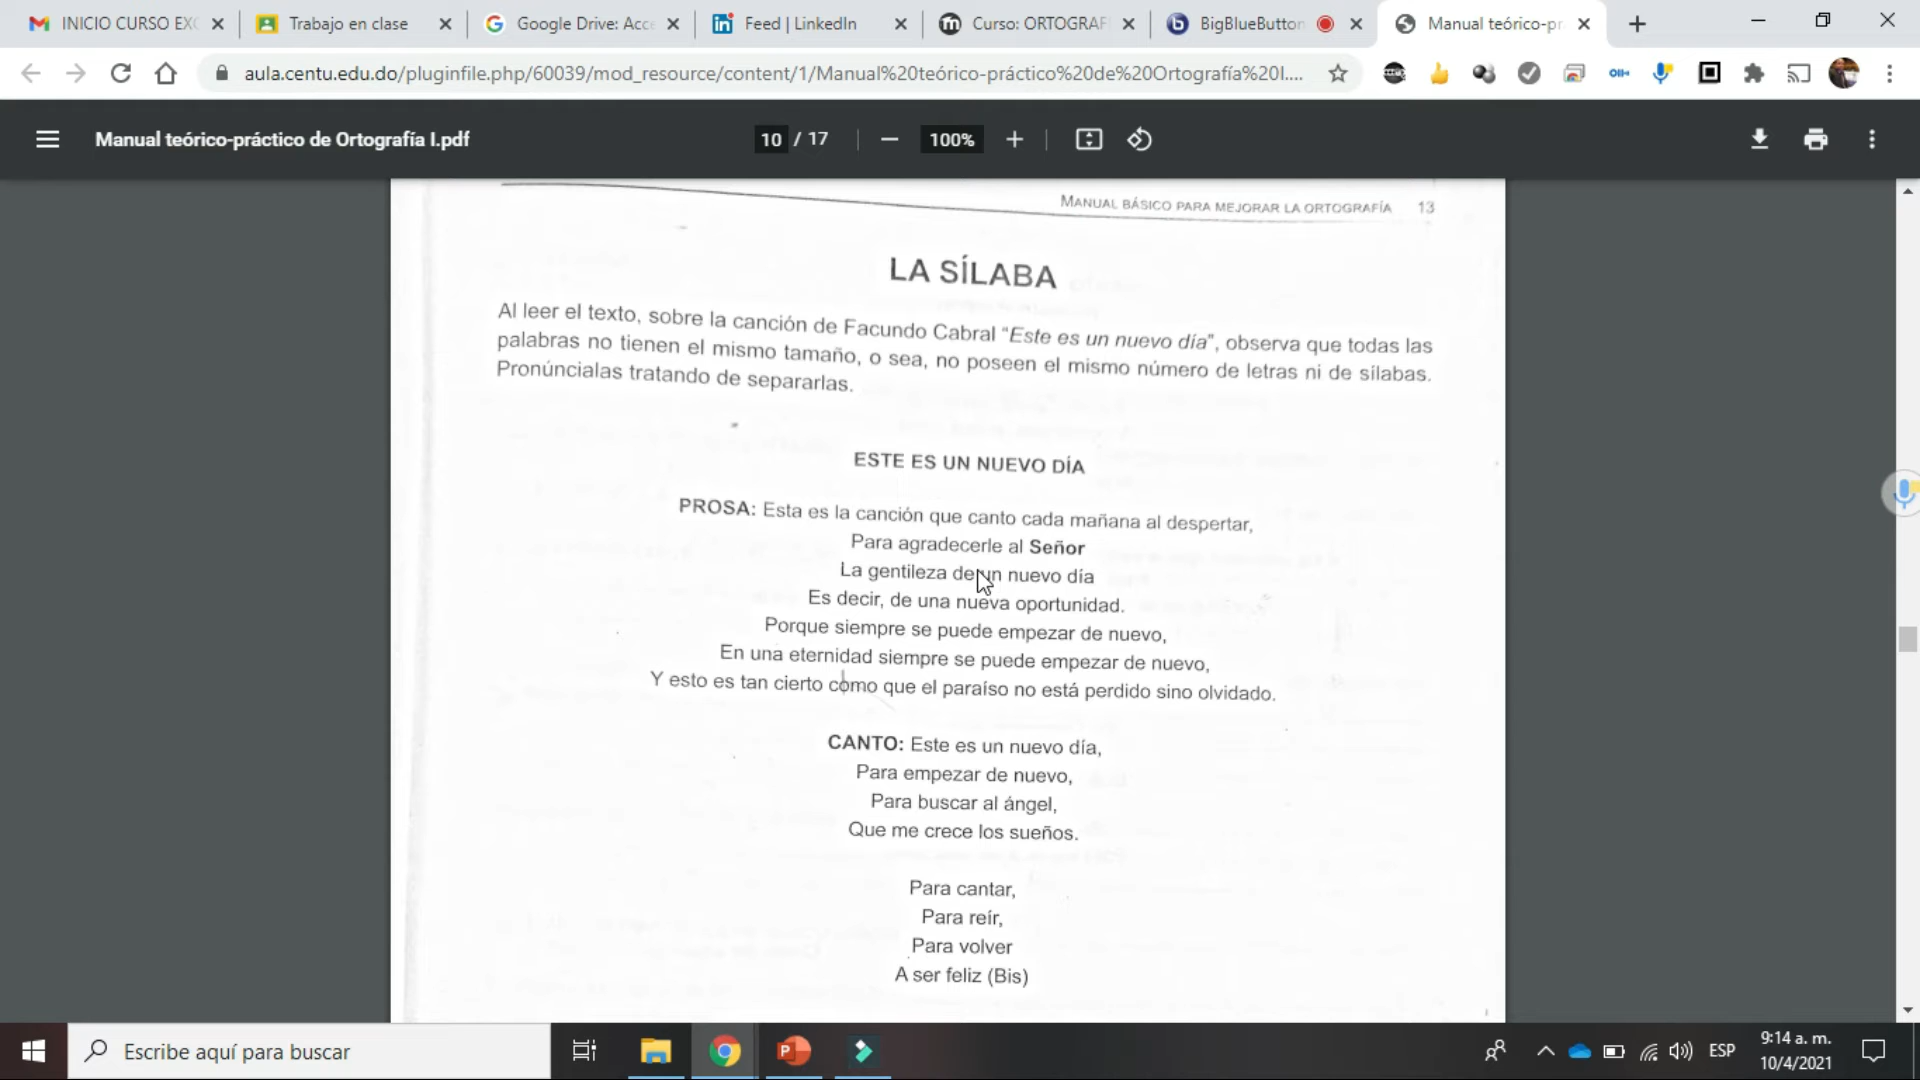 INICIO CURSO EXC
Trabajo en clase
Google Drive: Acce
Feed | LinkedIn
Curso: ORTOGRAF
BigBlueButton
Manual teórico-pr
aula.centu.edu.do/pluginfile.php/60039/mod_resource/content/1/Manual%20teórico-práctico%20de%20Ortografía%20I....
Manual teórico-práctico de Ortografía I.pdf
10 / 17
100%
MANUAL BÁSICO PARA MEJORAR LA ORTOGRAFÍA 13
LA SÍLABA
Al leer el texto, sobre la canción de Facundo Cabral "Este es un nuevo día", observa que todas las
palabras no tienen el mismo tamaño, o sea, no poseen el mismo número de letras ni de sílabas.
Pronúncialas tratando de separarlas.
ESTE ES UN NUEVO DÍA
PROSA: Esta es la canción que canto cada mañana al despertar,
Para agradecerle al Señor
La gentileza de un nuevo día
Es decir, de una nueva oportunidad.
Porque siempre se puede empezar de nuevo,
En una eternidad siempre se puede empezar de nuevo,
Y esto es tan cierto como que el paraíso no está perdido sino olvidado.
CANTO: Este es un nuevo día,
Para empezar de nuevo,
Para buscar al ángel,
Que me crece los sueños.
Para cantar,
Para reír,
Para volver
A ser feliz (Bis)
Escribe aquí para buscar
ESP
9:14 a. m.
10/4/2021